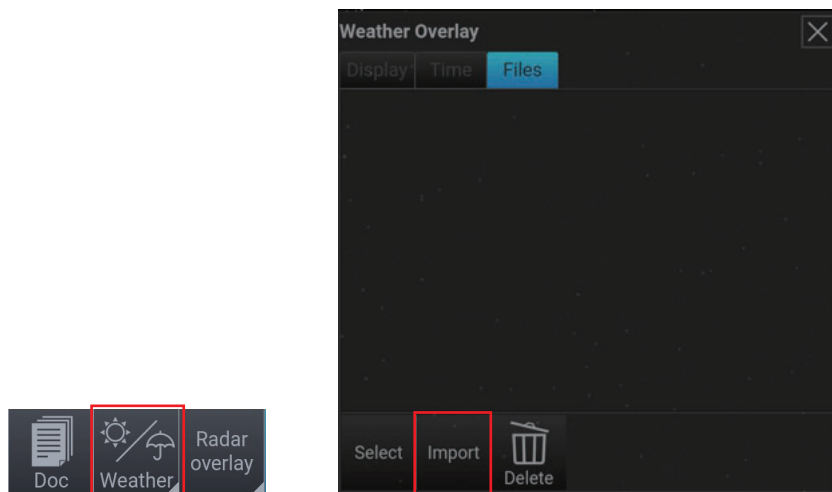 Doc
Weather
Radar
overlay
Weather Overlay
Display Time Files
Select Import Delete